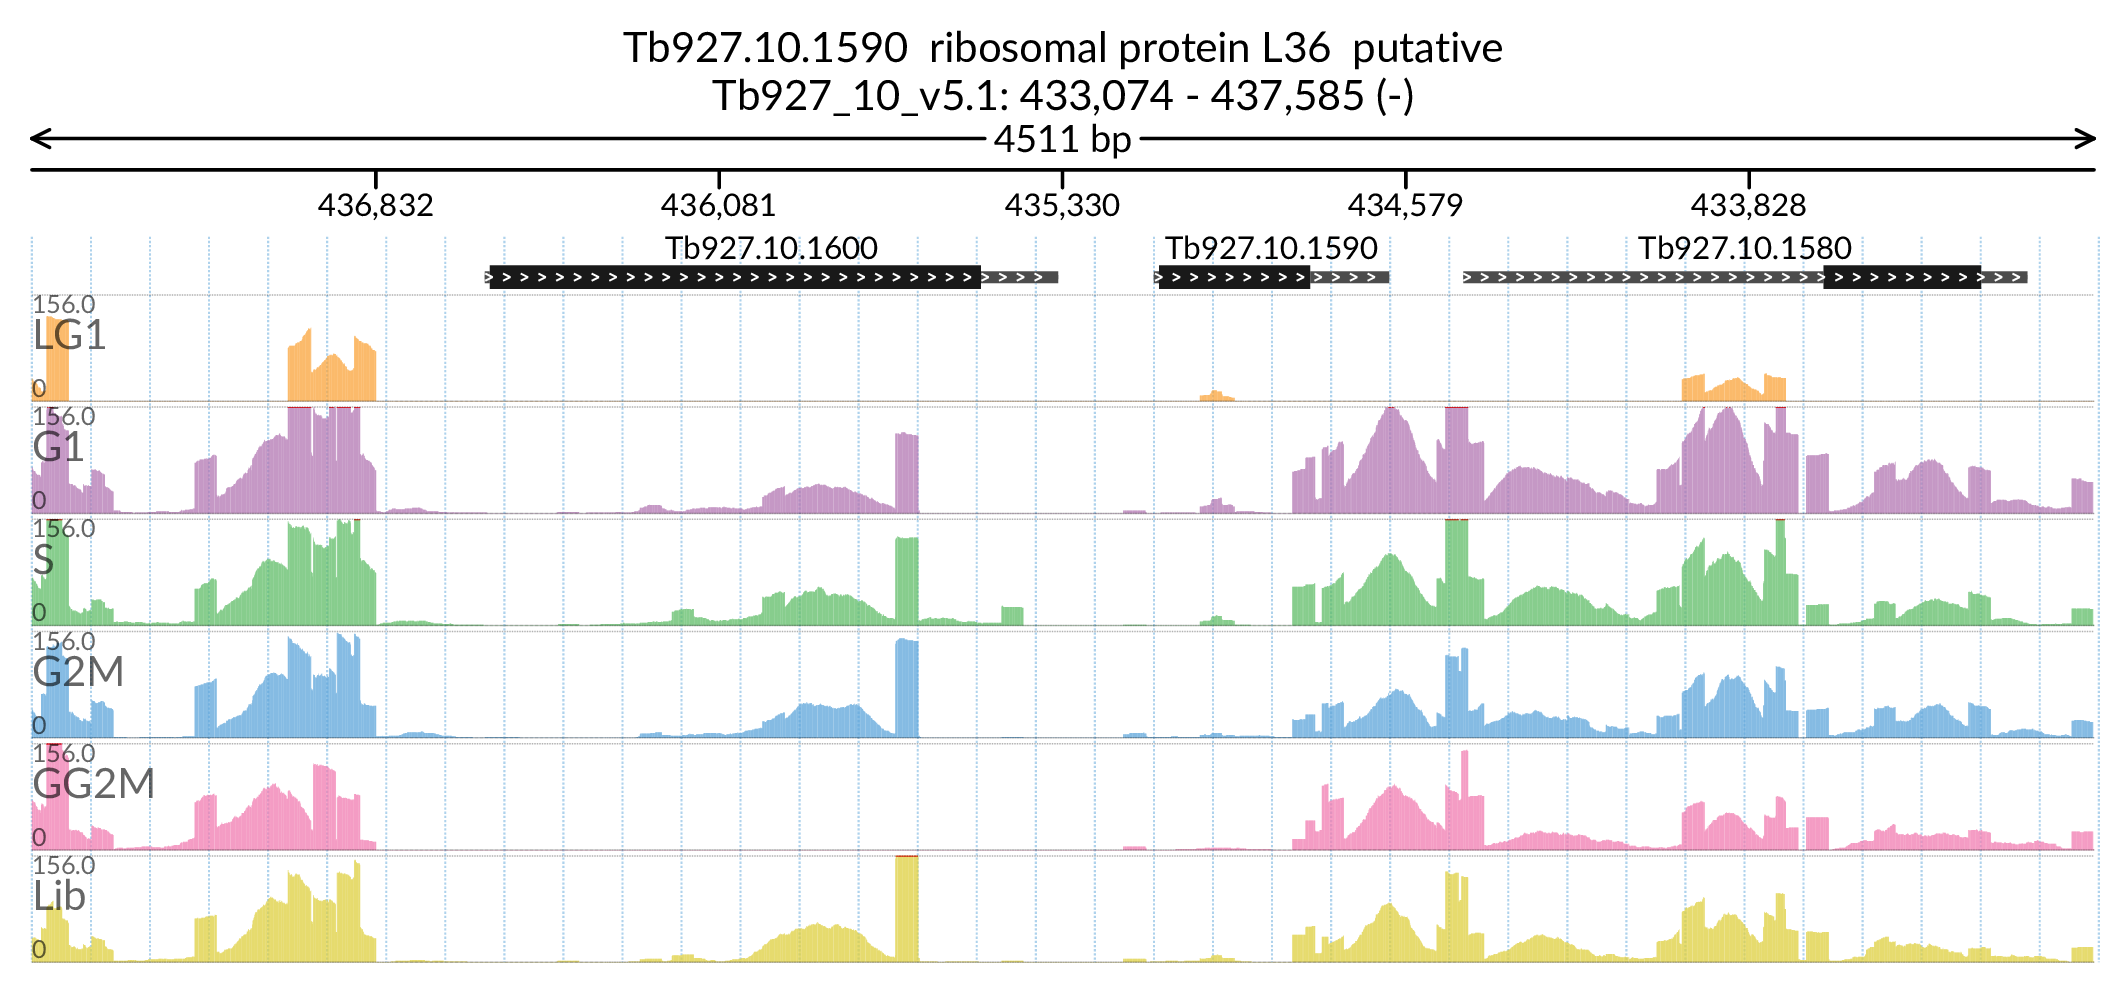 Tb927.10.1590  ribosomal protein L36  putative
Tb927_10_v5.1: 433,074 - 437,585 (-)
4511 bp
436,832 436,081 435,330 434,579 433,828
Tb927.10.1600 Tb927.10.1590 Tb927.10.1580
156.0
LG1
0
156.0
G1
0
156.0
S
0
156.0
G2M
0
156.0
GG2M
0
156.0
Lib
0